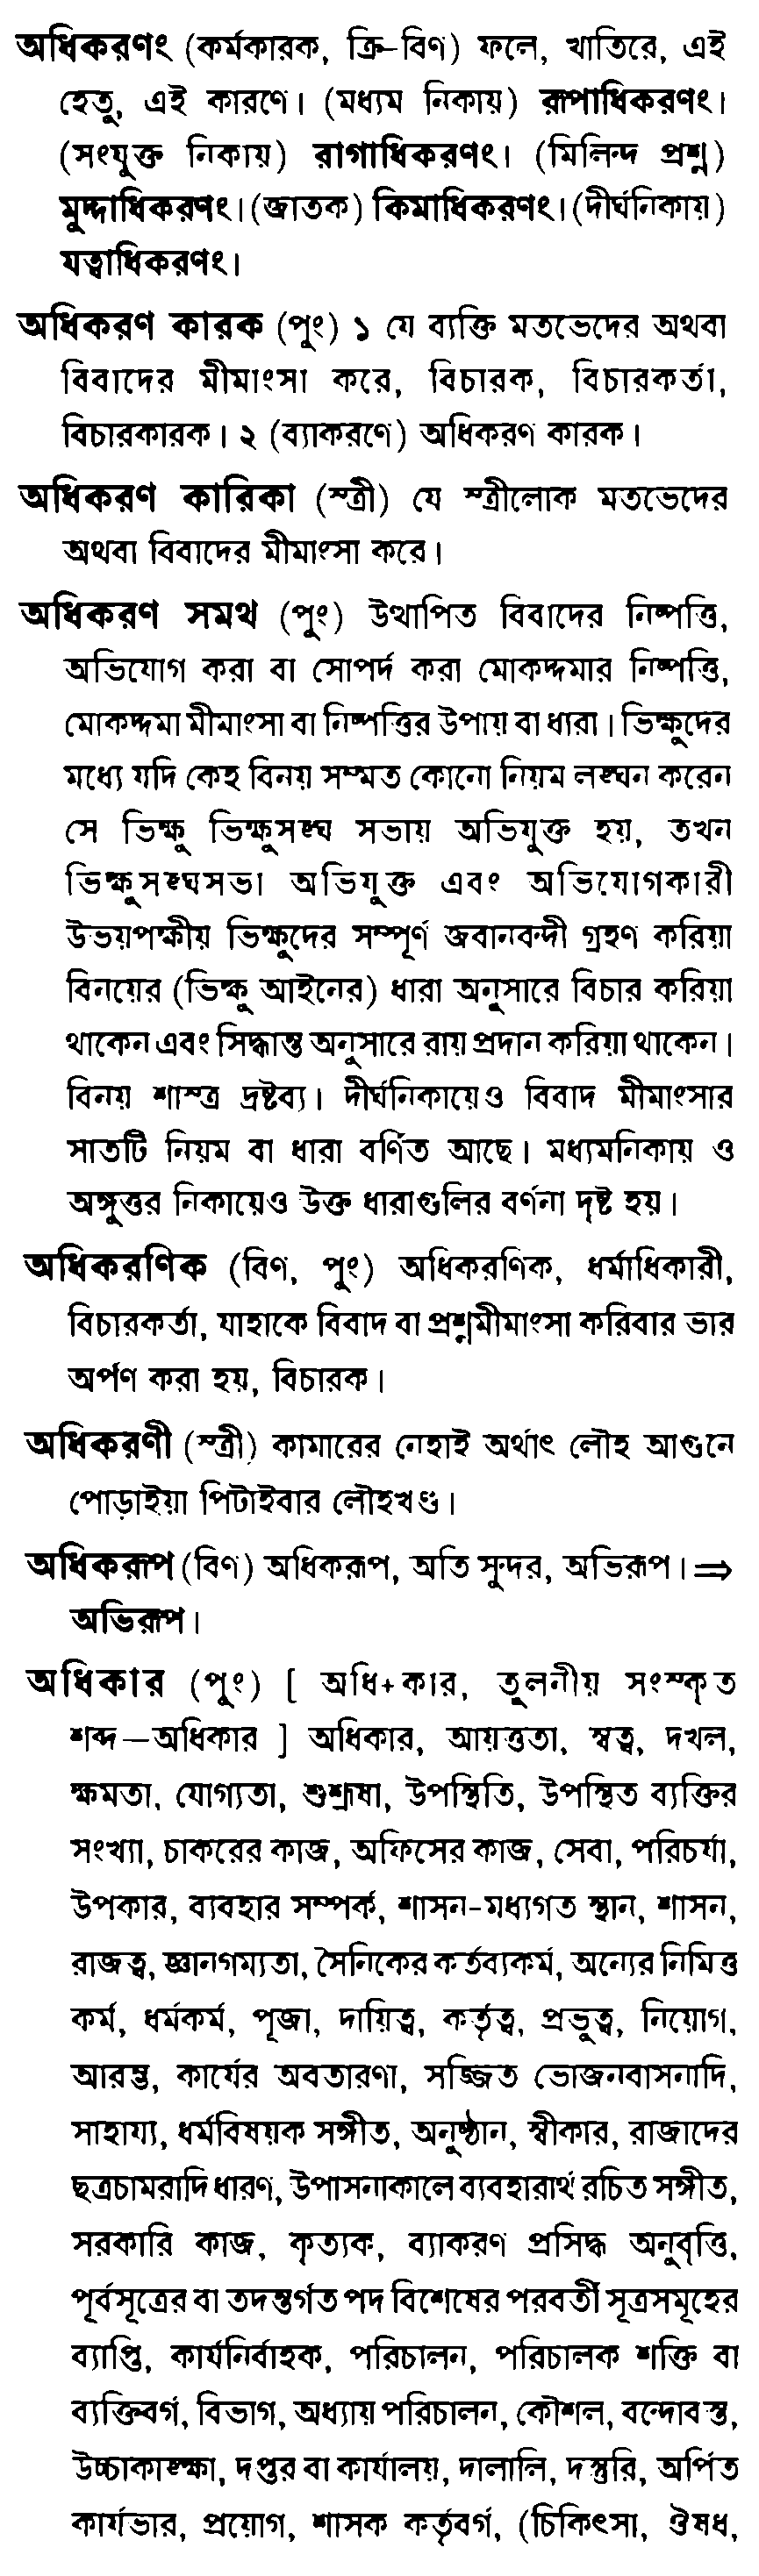 অধিকরণং (কর্মকারক, ক্রি-বিণ) ফলে, খাতিরে, এই
হেতু, এই কারণে। (মধ্যম নিকায়) রূপাধিকরণং।
(সংযুক্ত নিকায়) রাগাধিকরণং। (মিলিন্দ প্রশ্ন)
মুদ্দাধিকরণং। (জাতক) কিমাধিকরণং। (দীর্ঘনিকায়)
যত্বাধিকরণং।
অধিকরণ কারক (পুং) ১ যে ব্যক্তি মতভেদের অথবা
বিবাদের মীমাংসা করে, বিচারক, বিচারকর্তা,
বিচারকারক। ২ (ব্যাকরণে) অধিকরণ কারক।
অধিকরণ কারিকা (স্ত্রী) যে স্ত্রীলোক মতভেদের
অথবা বিবাদের মীমাংসা করে।
অধিকরণ সমথ (পুং) উত্থাপিত বিবাদের নিষ্পত্তি,
অভিযোগ করা বা সোপর্দ করা মোকদ্দমার নিষ্পত্তি,
মোকদ্দমা মীমাংসা বা নিষ্পত্তির উপায় বা ধারা। ভিক্ষুদের
মধ্যে যদি কেহ বিনয় সম্মত কোনো নিয়ম লঙ্ঘন করেন
সে ভিক্ষু ভিক্ষুসঙ্ঘ সভায় অভিযুক্ত হয়, তখন
ভিক্ষুসঙ্ঘসভা অভিযুক্ত এবং অভিযোগকারী
উভয়পক্ষীয় ভিক্ষুদের সম্পূর্ণ জবানবন্দী গ্রহণ করিয়া
বিনয়ের (ভিক্ষু আইনের) ধারা অনুসারে বিচার করিয়া
থাকেন এবং সিদ্ধান্ত অনুসারে রায় প্রদান করিয়া থাকেন।
বিনয় শাস্ত্র দ্রষ্টব্য। দীর্ঘনিকায়েও বিবাদ মীমাংসার
সাতটি নিয়ম বা ধারা বর্ণিত আছে। মধ্যমনিকায় ও
অঙ্গুত্তর নিকায়েও উক্ত ধারাগুলির বর্ণনা দৃষ্ট হয়।
অধিকরণিক (বিণ, পুং) অধিকরণিক, ধর্মাধিকারী,
বিচারকর্তা, যাহাকে বিবাদ বা প্রশ্নমীমাংসা করিবার ভার
অর্পণ করা হয়, বিচারক।
অধিকরণী (স্ত্রী) কামারের নেহাই অর্থাৎ লৌহ আগুনে
পোড়াইয়া পিটাইবার লৌহখণ্ড।
অধিকরূপ (বিণ) অধিকরূপ, অতি সুন্দর, অভিরূপ। ⇒
অভিরূপ।
অধিকার (পুং) [ অধি+কার, তুলনীয় সংস্কৃত
শব্দ—অধিকার ] অধিকার, আয়ত্ততা, স্বত্ব, দখল,
ক্ষমতা, যোগ্যতা, শুশ্রূষা, উপস্থিতি, উপস্থিত ব্যক্তির
সংখ্যা, চাকরের কাজ, অফিসের কাজ, সেবা, পরিচর্যা,
উপকার, ব্যবহার সম্পর্ক, শাসন-মধ্যগত স্থান, শাসন,
রাজত্ব, জ্ঞানগম্যতা, সৈনিকের কর্তব্যকর্ম, অন্যের নিমিত্ত
কর্ম, ধর্মকর্ম, পূজা, দায়িত্ব, কর্তৃত্ব, প্রভুত্ব, নিয়োগ,
আরম্ভ, কার্যের অবতারণা, সজ্জিত ভোজনবাসনাদি,
সাহায্য, ধর্মবিষয়ক সঙ্গীত, অনুষ্ঠান, স্বীকার, রাজাদের
ছত্রচামরাদি ধারণ, উপাসনাকালে ব্যবহারার্থ রচিত সঙ্গীত,
সরকারি কাজ, কৃত্যক, ব্যাকরণ প্রসিদ্ধ অনুবৃত্তি,
পূর্বসূত্রের বা তদন্তর্গত পদ বিশেষের পরবর্তী সূত্রসমূহের
ব্যাপ্তি, কার্যনির্বাহক, পরিচালন, পরিচালক শক্তি বা
ব্যক্তিবর্গ, বিভাগ, অধ্যায় পরিচালন, কৌশল, বন্দোবস্ত,
উচ্চাকাঙ্ক্ষা, দপ্তর বা কার্যালয়, দালালি, দস্তুরি, অর্পিত
কার্যভার, প্রয়োগ, শাসক কর্তৃবর্গ, (চিকিৎসা, ঔষধ,